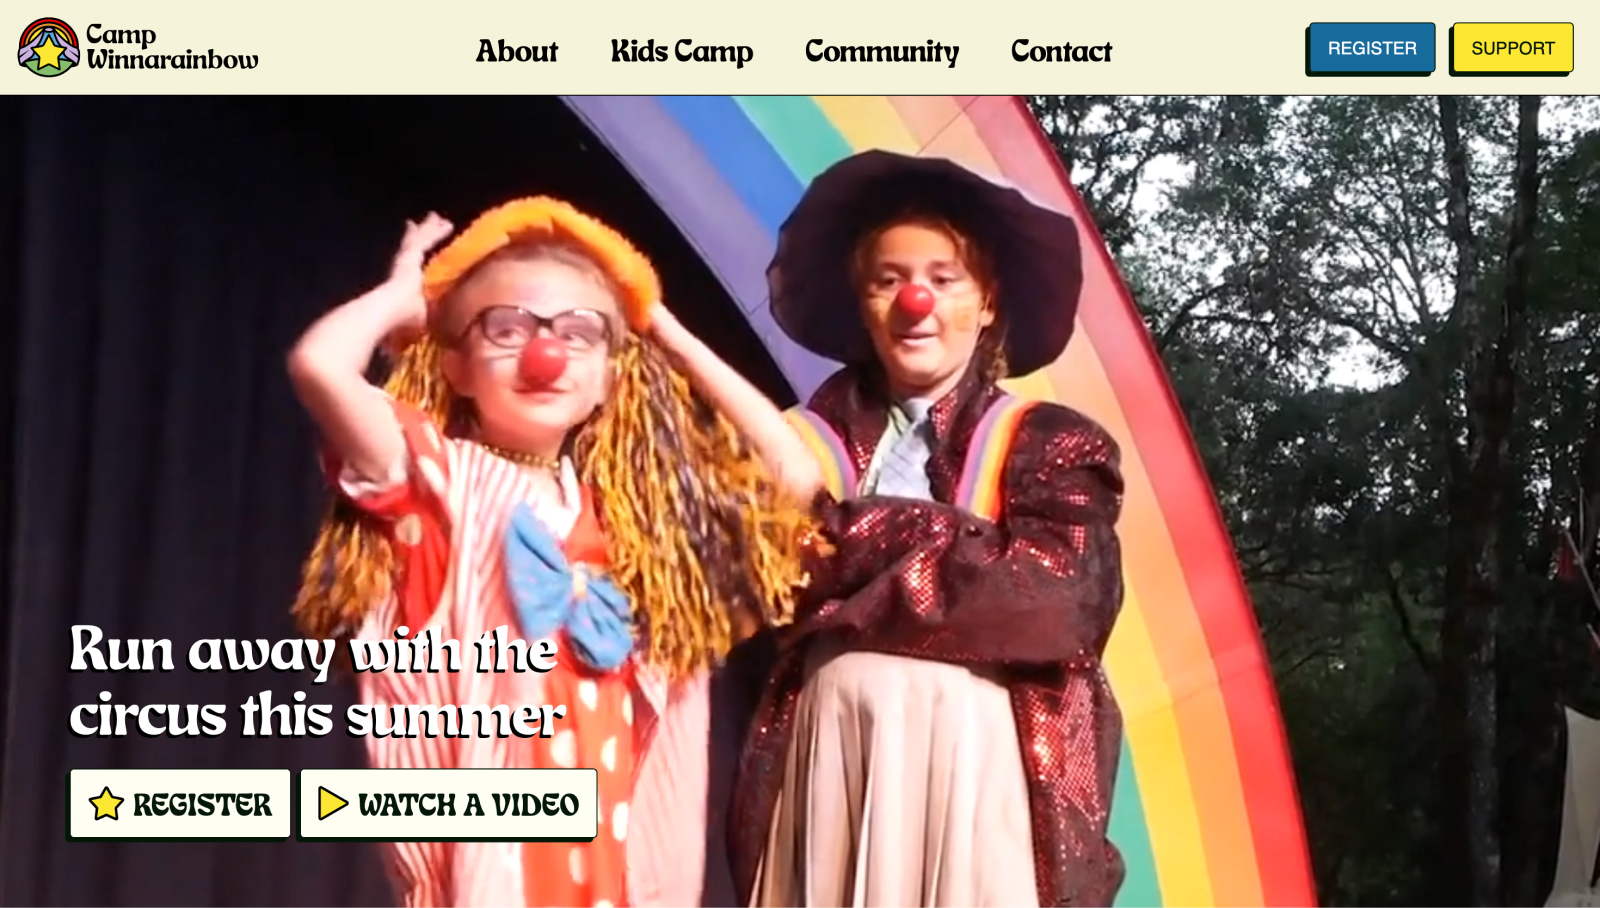 Camp
Winnarainbow
About
Kids Camp
Community
Contact
REGISTER
SUPPORT
Run away with the
circus this summer
REGISTER
WATCH A VIDEO